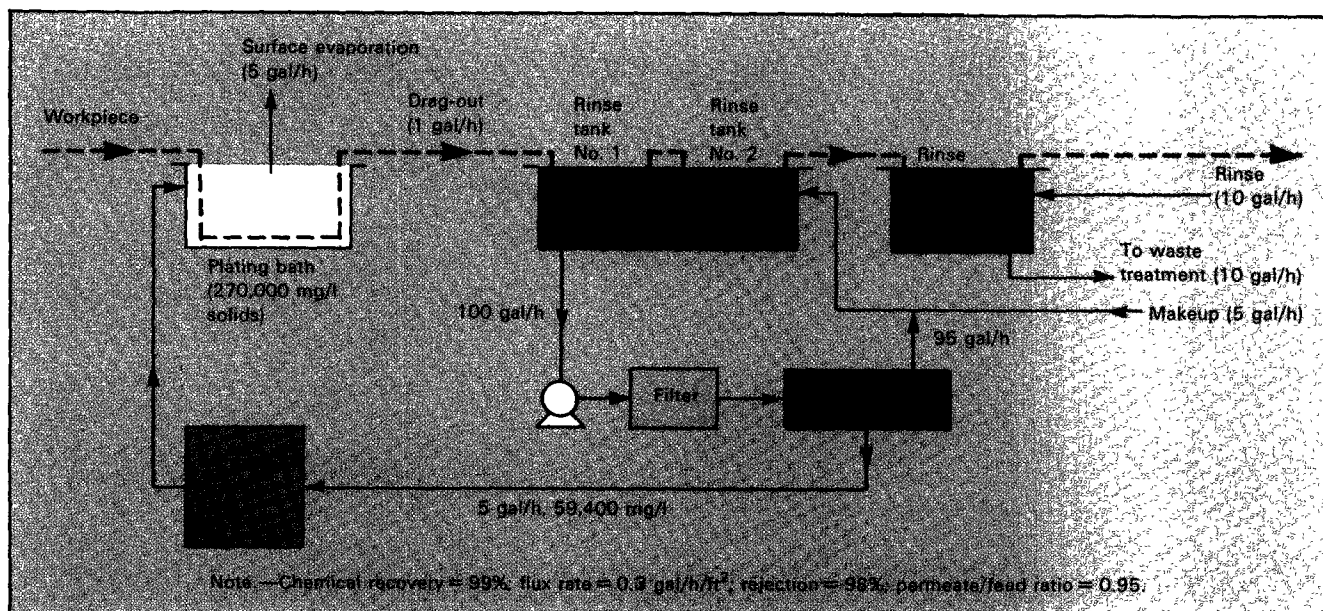 Surface evaporation
(5 gal/h)
Workpiece
Drag-out
(1 gal/h)
Rinse
tank
No. 1
Rinse
tank
No. 2
Rinse
Rinse
(10 gal/h)
Plating bath
(270,000 mg/l
solids)
To waste
treatment (10 gal/h)
100 gal/h
Makeup (5 gal/h)
95 gal/h
Filter
5 gal/h, 59,400 mg/l
Note.—Chemical recovery = 99%, flux rate = 0.3 gal/h/ft², rejection = 98%, permeate/feed ratio = 0.95.